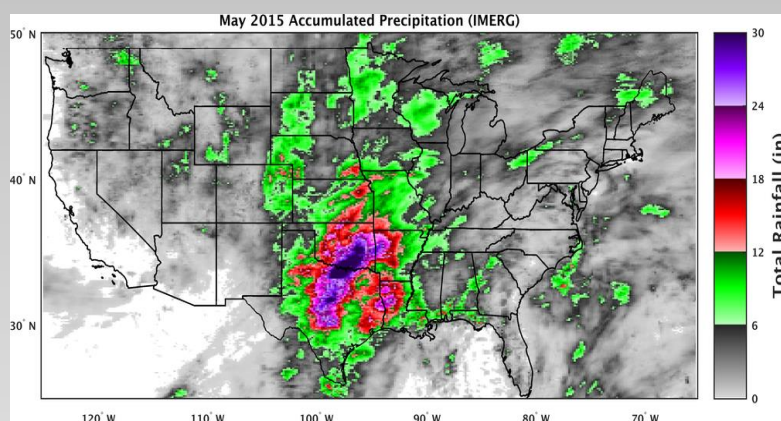 May 2015 Accumulated Precipitation (IMERG)
50° N
40° N
30° N
120° W
110° W
100° W
90° W
80° W
70° W
30
24
18
12
6
0
Total Rainfall (in)